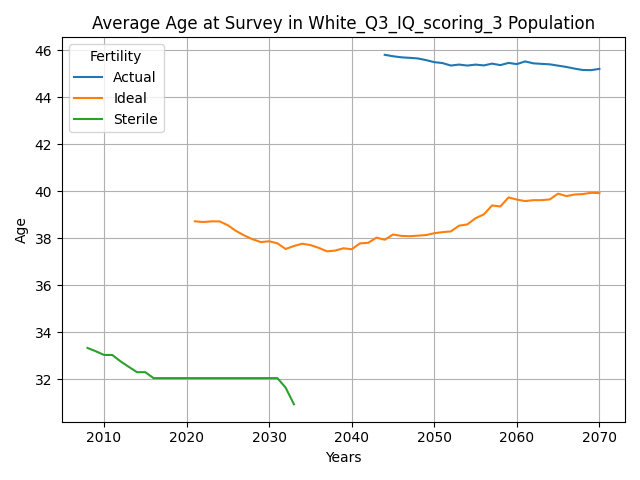 Average Age at Survey in White_Q3_IQ_scoring_3 Population
Fertility
Actual
Ideal
Sterile
46
44
42
40
38
36
34
32
Age
2010
2020
2030
2040
2050
2060
2070
Years